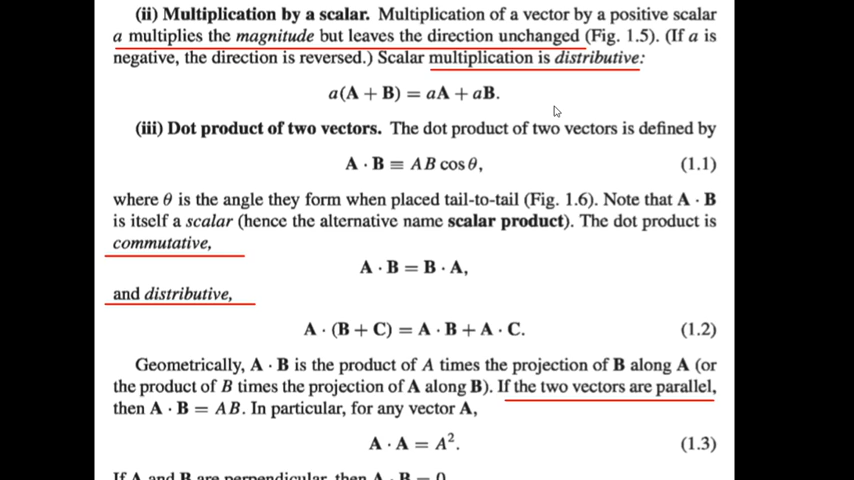 (ii) Multiplication by a scalar. Multiplication of a vector by a positive scalar
a multiplies the magnitude but leaves the direction unchanged (Fig. 1.5). (If a is
negative, the direction is reversed.) Scalar multiplication is distributive:
a(A + B) = aA + aB.
(iii) Dot product of two vectors. The dot product of two vectors is defined by
A · B ≡ AB cos θ, (1.1)
where θ is the angle they form when placed tail-to-tail (Fig. 1.6). Note that A · B
is itself a scalar (hence the alternative name scalar product). The dot product is
commutative,
A · B = B · A,
and distributive,
A · (B + C) = A · B + A · C. (1.2)
Geometrically, A · B is the product of A times the projection of B along A (or
the product of B times the projection of A along B). If the two vectors are parallel,
then A · B = AB. In particular, for any vector A,
A · A = A². (1.3)
If A and B are perpendicular, then A · B = 0